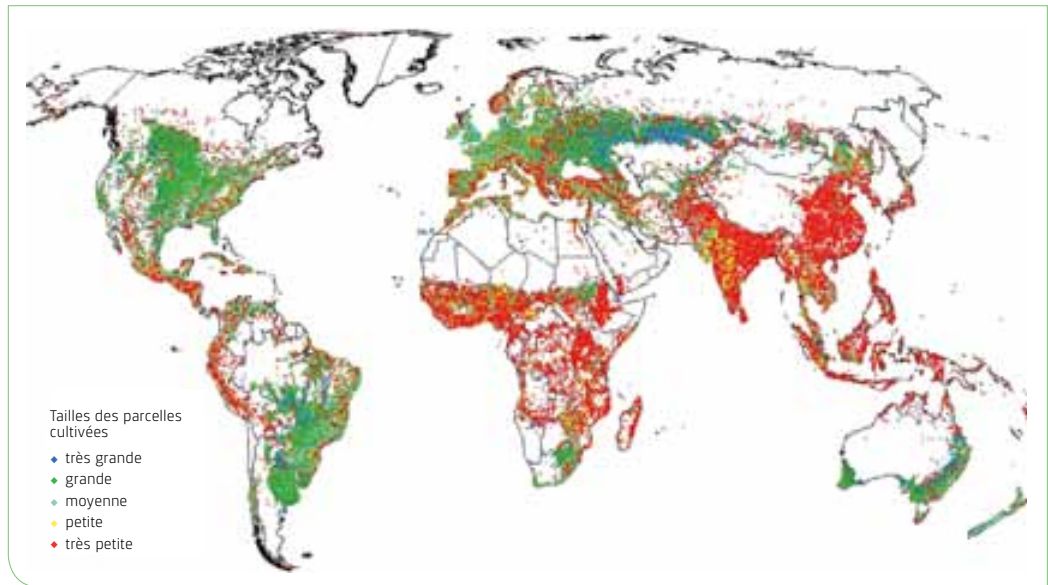 Tailles des parcelles
cultivées
très grande
grande
moyenne
petite
très petite